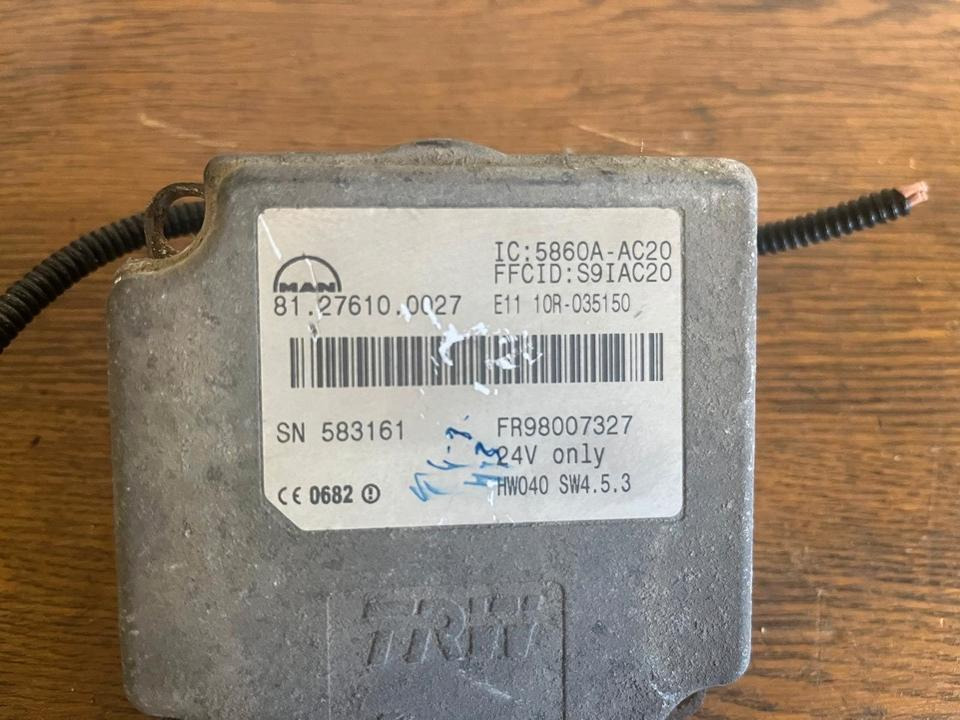 IC:5860A-AC20
FFCID:S9IAC20
MAN
81.27610.0027 E11 10R-035150
SN 583161 FR98007327
24V only
CE 0682 HW040 SW4.5.3
TRW